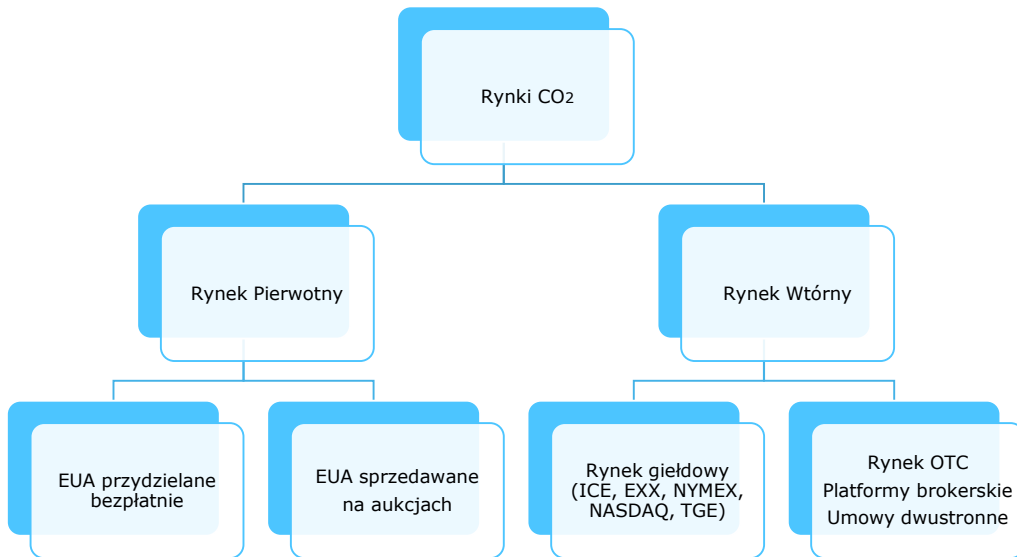 Rynki CO2
Rynek Pierwotny
Rynek Wtórny
EUA przydzielane
bezpłatnie
EUA sprzedawane
na aukcjach
Rynek giełdowy
(ICE, EXX, NYMEX,
NASDAQ, TGE)
Rynek OTC
Platformy brokerskie
Umowy dwustronne